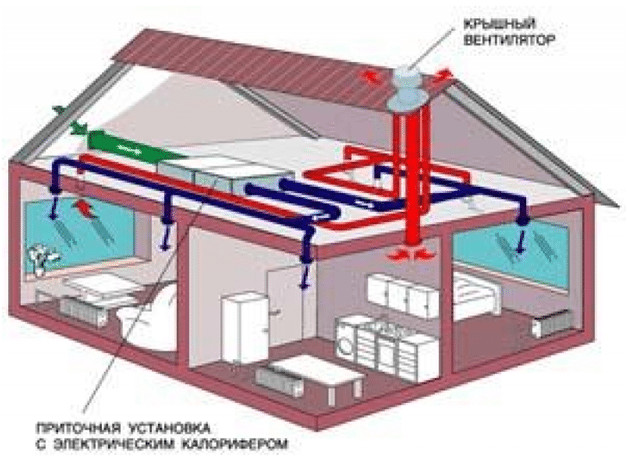 КРЫШНЫЙ
ВЕНТИЛЯТОР
ПРИТОЧНАЯ УСТАНОВКА
С ЭЛЕКТРИЧЕСКИМ КАЛОРИФЕРОМ